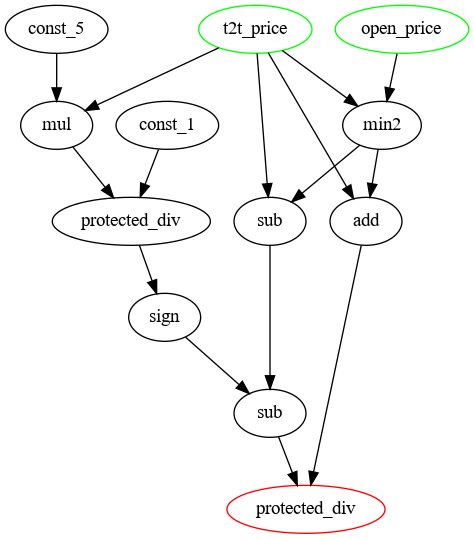 const_5
t2t_price
open_price
mul
const_1
min2
protected_div
sub
add
sign
sub
protected_div